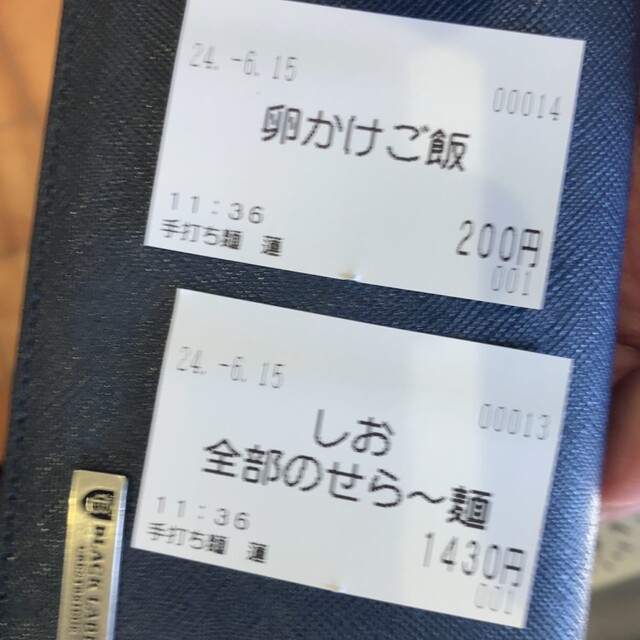 24.-6.15
00014
卵かけご飯
11:36
手打ち麺 蓮
200円
001
24.-6.15
00013
しお
全部のせら〜麺
11:36
手打ち麺 蓮
1430円
001
BLACK LABEL